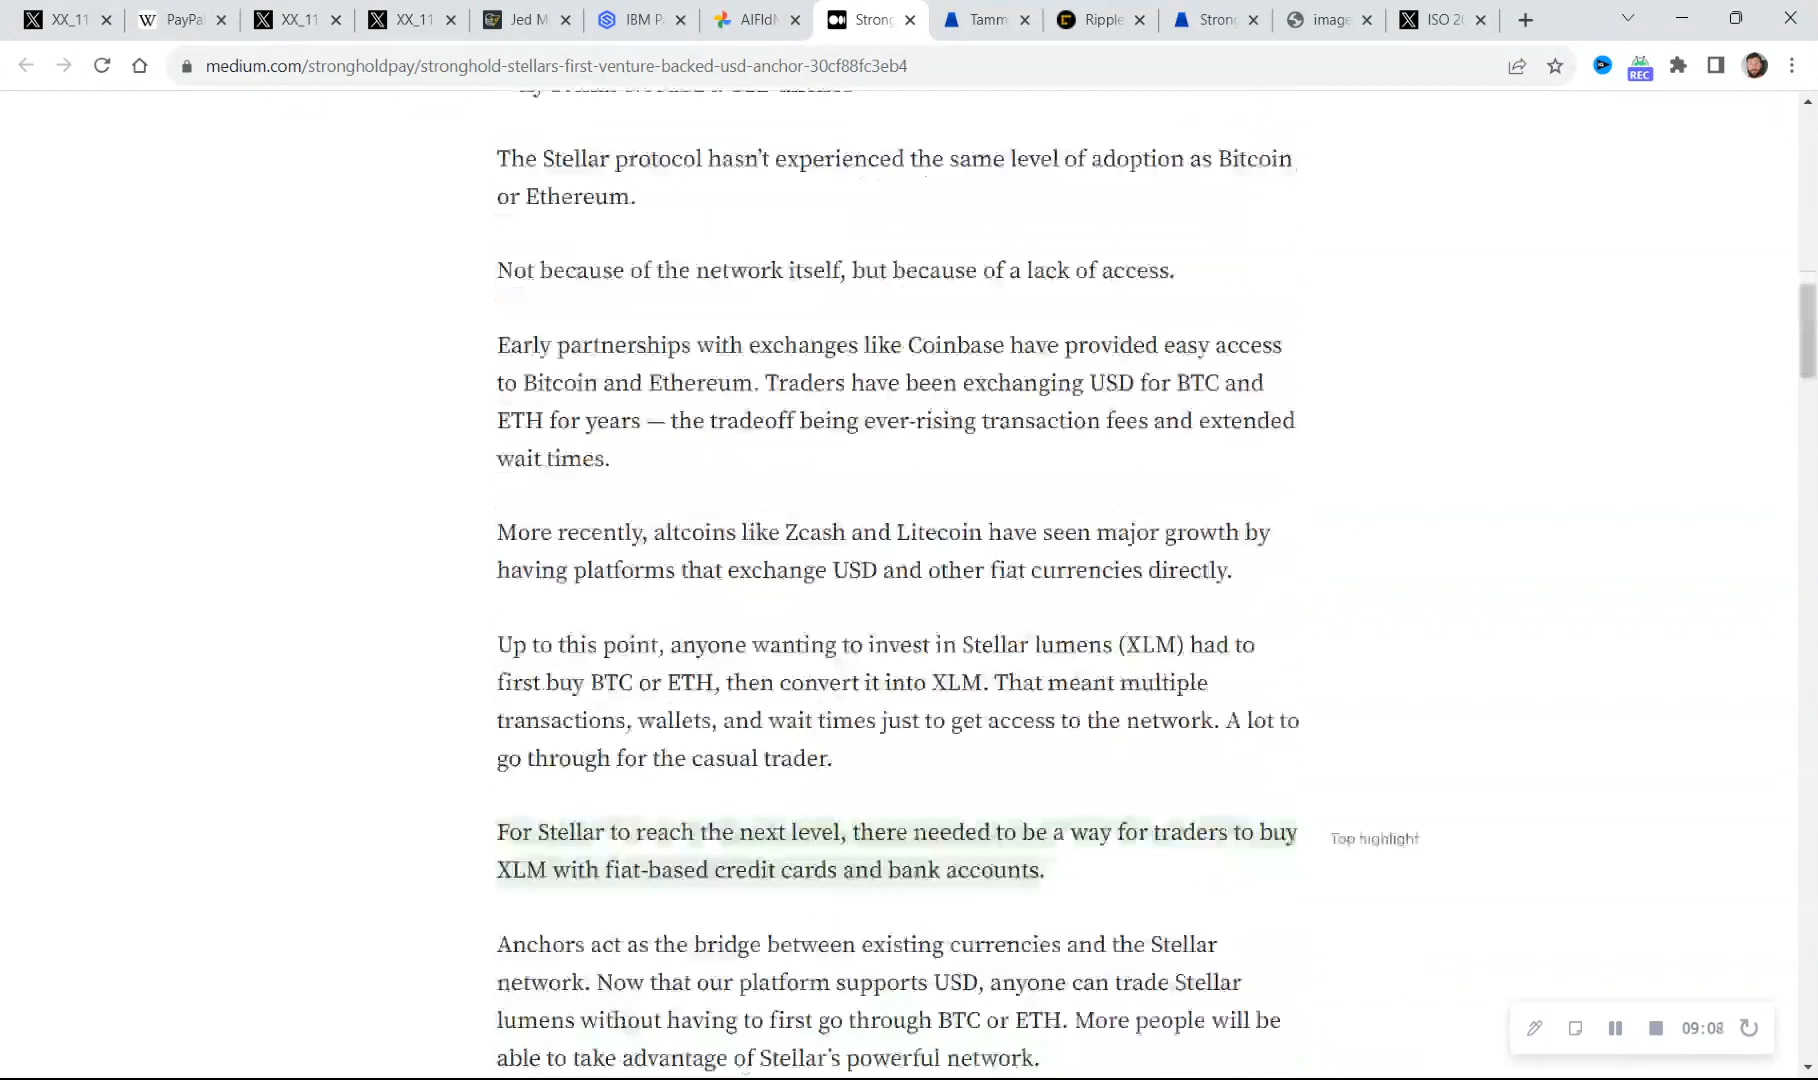 XX_11
PayPa
XX_11
XX_11
Jed M
IBM P
AIFIdN
Strong
Tamm
Ripple
Strong
image
ISO 20
medium.com/strongholdpay/stronghold-stellars-first-venture-backed-usd-anchor-30cf88fc3eb4
REC
The Stellar protocol hasn't experienced the same level of adoption as Bitcoin
or Ethereum.
Not because of the network itself, but because of a lack of access.
Early partnerships with exchanges like Coinbase have provided easy access
to Bitcoin and Ethereum. Traders have been exchanging USD for BTC and
ETH for years — the tradeoff being ever-rising transaction fees and extended
wait times.
More recently, altcoins like Zcash and Litecoin have seen major growth by
having platforms that exchange USD and other fiat currencies directly.
Up to this point, anyone wanting to invest in Stellar lumens (XLM) had to
first buy BTC or ETH, then convert it into XLM. That meant multiple
transactions, wallets, and wait times just to get access to the network. A lot to
go through for the casual trader.
For Stellar to reach the next level, there needed to be a way for traders to buy
Top highlight
XLM with fiat-based credit cards and bank accounts.
Anchors act as the bridge between existing currencies and the Stellar
network. Now that our platform supports USD, anyone can trade Stellar
lumens without having to first go through BTC or ETH. More people will be
able to take advantage of Stellar's powerful network.
09:08